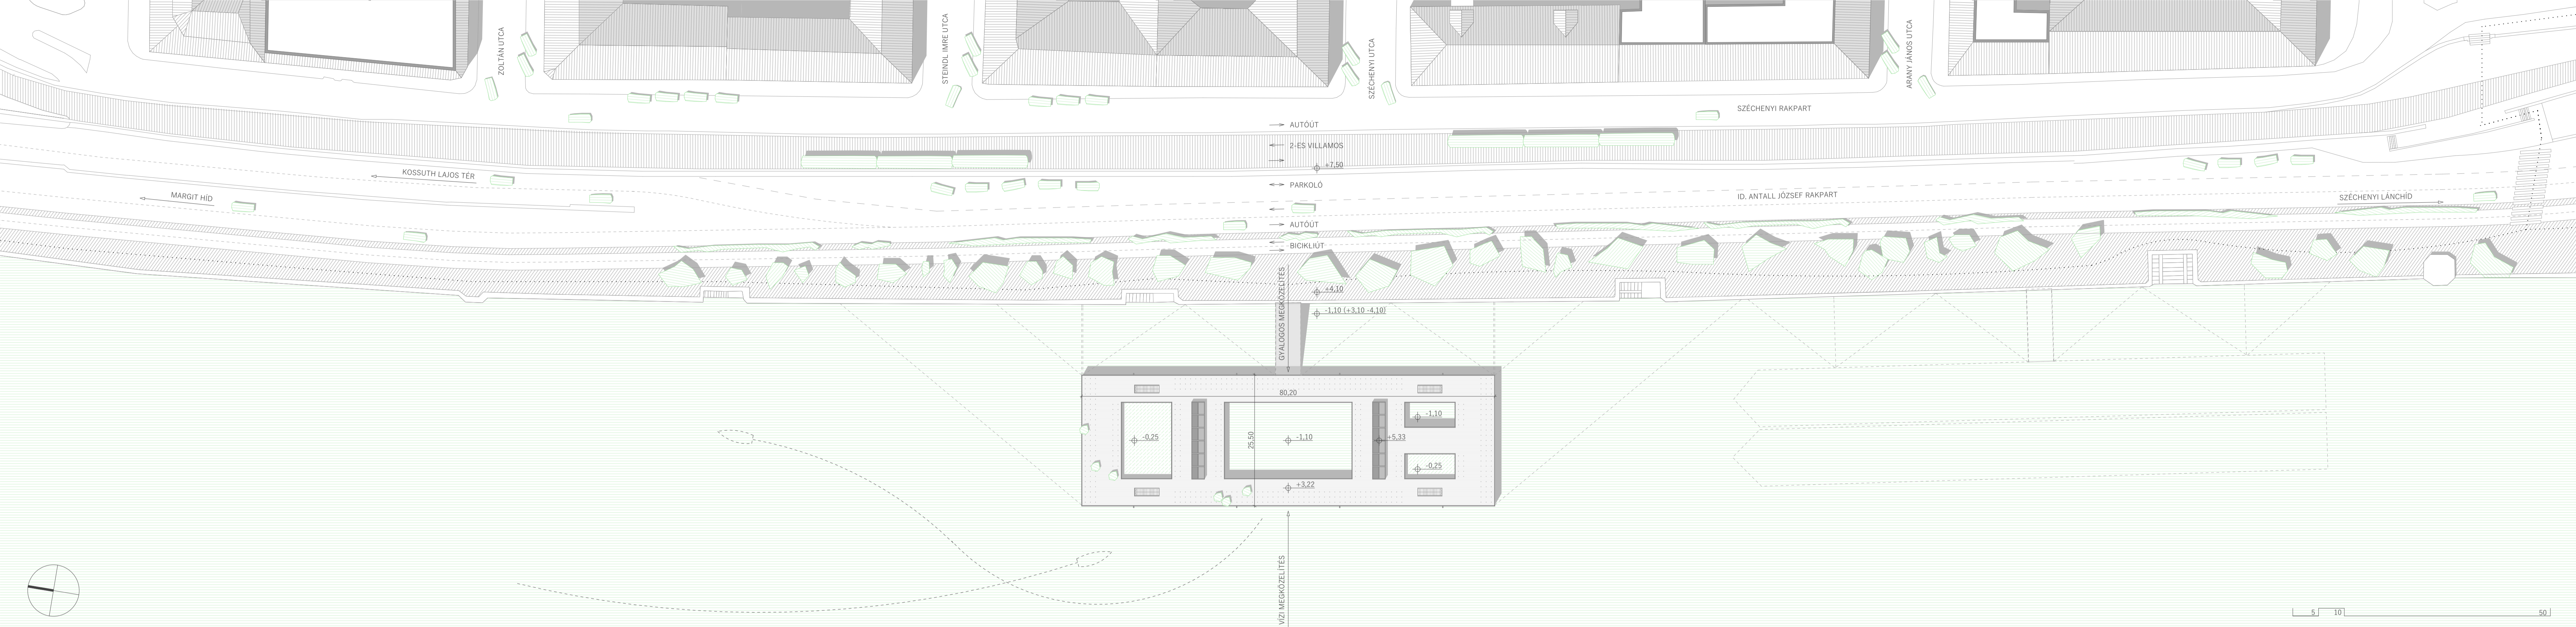 ZOLTÁN UTCA
STEINDL IMRE UTCA
SZÉCHENYI UTCA
ARANY JÁNOS UTCA
SZÉCHENYI RAKPART
AUTÓÚT
2-ES VILLAMOS
+7,50
KOSSUTH LAJOS TÉR
PARKOLÓ
MARGIT HÍD
ID. ANTALL JÓZSEF RAKPART
SZÉCHENYI LÁNCHÍD
AUTÓÚT
BICIKLIÚT
+4,10
GYALOGOS MEGKÖZELÍTÉS
-1,10 (+3,10 -4,10)
80,20
-1,10
-0,25
25,50
-1,10
+5,33
-0,25
+3,22
VÍZI MEGKÖZELÍTÉS
5 10 50